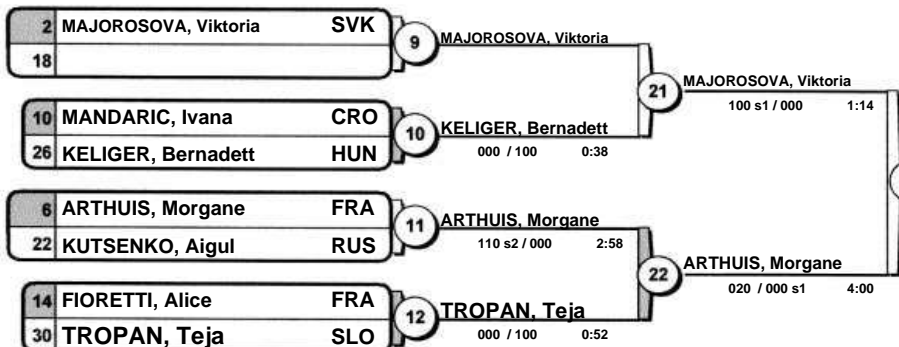 2 MAJOROSOVA, Viktoria SVK
18
9
MAJOROSOVA, Viktoria
10 MANDARIC, Ivana CRO
26 KELIGER, Bernadett HUN
10
KELIGER, Bernadett
000 / 100 0:38
21
MAJOROSOVA, Viktoria
100 s1 / 000 1:14
6 ARTHUIS, Morgane FRA
22 KUTSENKO, Aigul RUS
11
ARTHUIS, Morgane
110 s2 / 000 2:58
14 FIORETTI, Alice FRA
30 TROPAN, Teja SLO
12
TROPAN, Teja
000 / 100 0:52
22
ARTHUIS, Morgane
020 / 000 s1 4:00